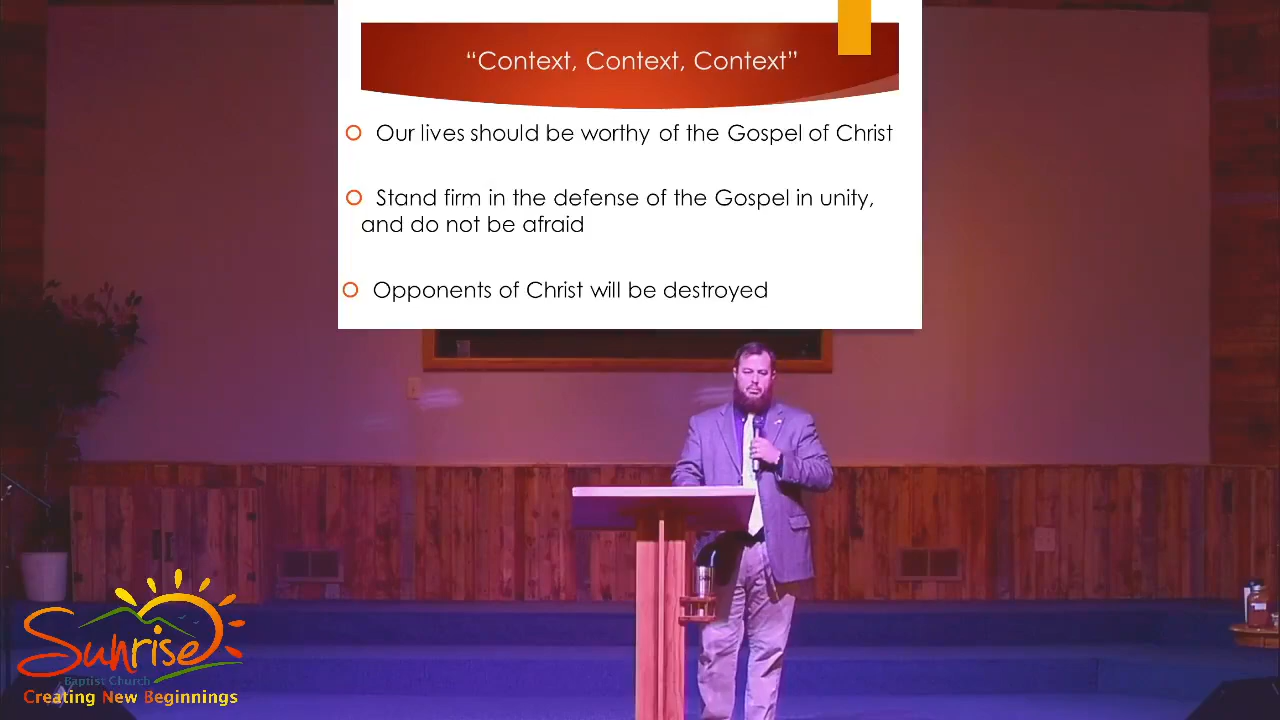 “Context, Context, Context”
Our lives should be worthy of the Gospel of Christ
Stand firm in the defense of the Gospel in unity,
and do not be afraid
Opponents of Christ will be destroyed
Sunrise
Baptist Church
Creating New Beginnings